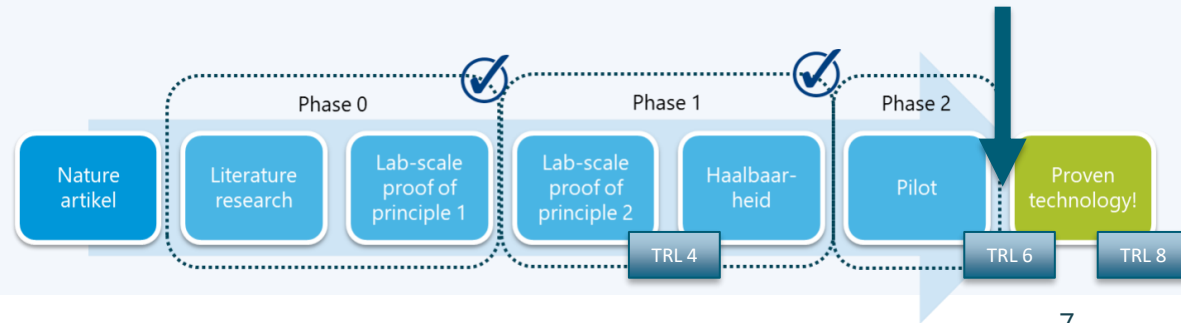 Phase 0
Phase 1
Phase 2
Nature
artikel
Literature
research
Lab-scale
proof of
principle 1
Lab-scale
proof of
principle 2
Haalbaar-
heid
Pilot
Proven
technology!
TRL 4
TRL 6
TRL 8
7